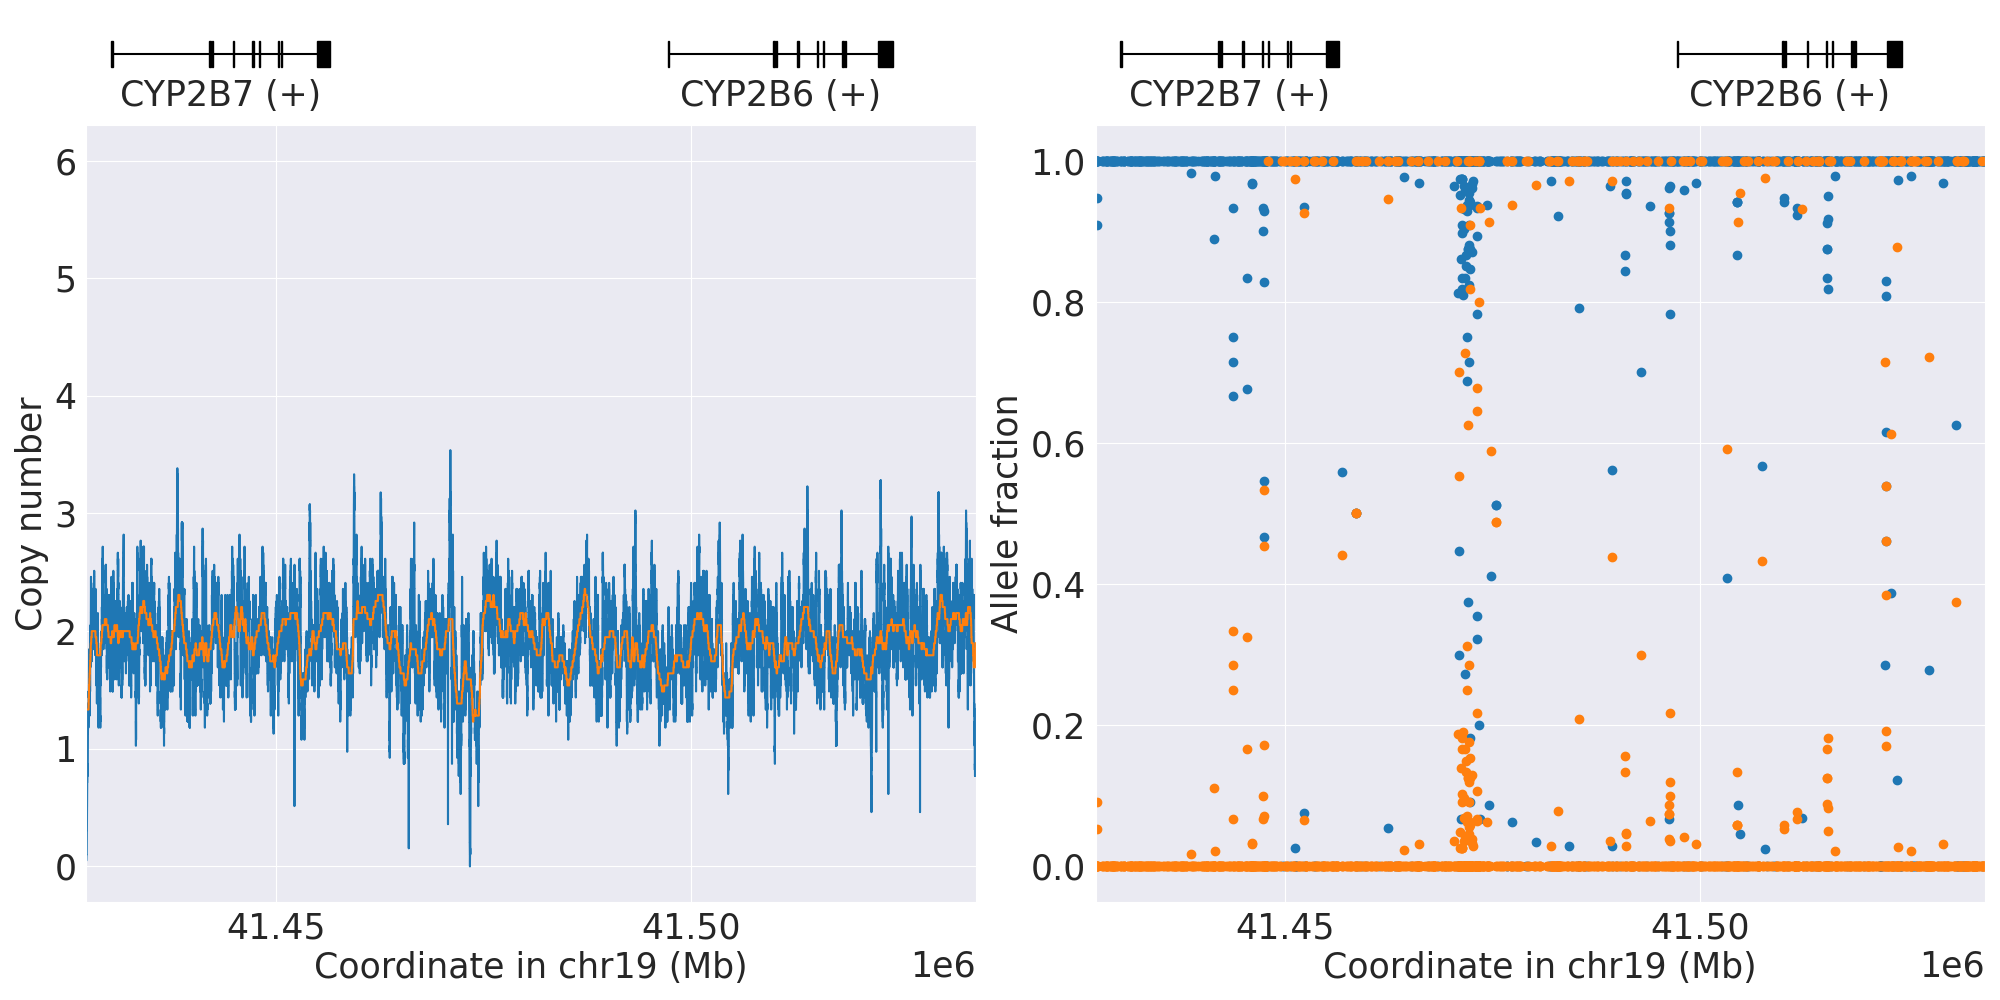 CYP2B7 (+)
CYP2B6 (+)
6
5
4
3
2
1
0
Copy number
41.45
41.50
Coordinate in chr19 (Mb)
1e6
CYP2B7 (+)
CYP2B6 (+)
1.0
0.8
0.6
0.4
0.2
0.0
Allele fraction
41.45
41.50
Coordinate in chr19 (Mb)
1e6